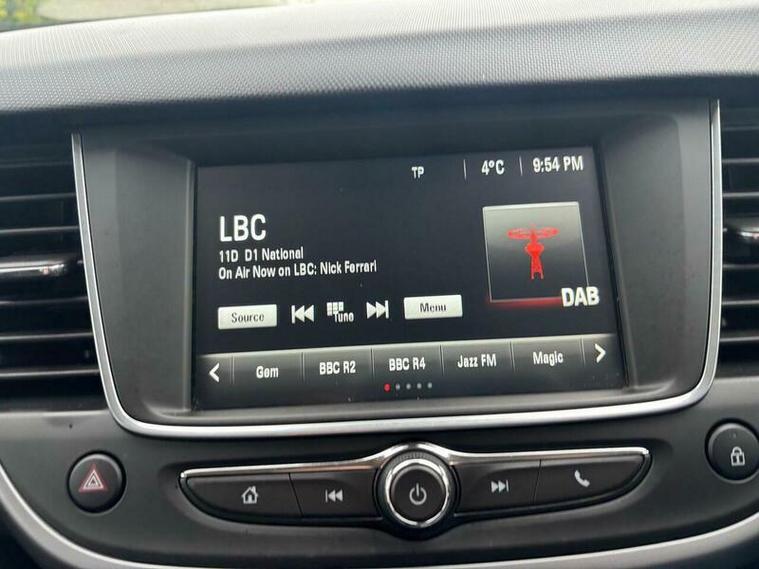 TP 4°C 9:54 PM
LBC
11D D1 National
On Air Now on LBC: Nick Ferrari
DAB
Source Tune Menu
Gem BBC R2 BBC R4 Jazz FM Magic